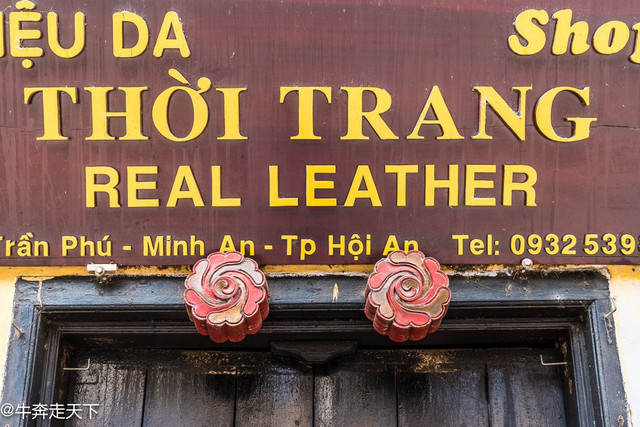 IỆU DA Shop
THỜI TRANG
REAL LEATHER
Trần Phú - Minh An - Tp Hội An Tel: 0932 539
@牛奔走天下